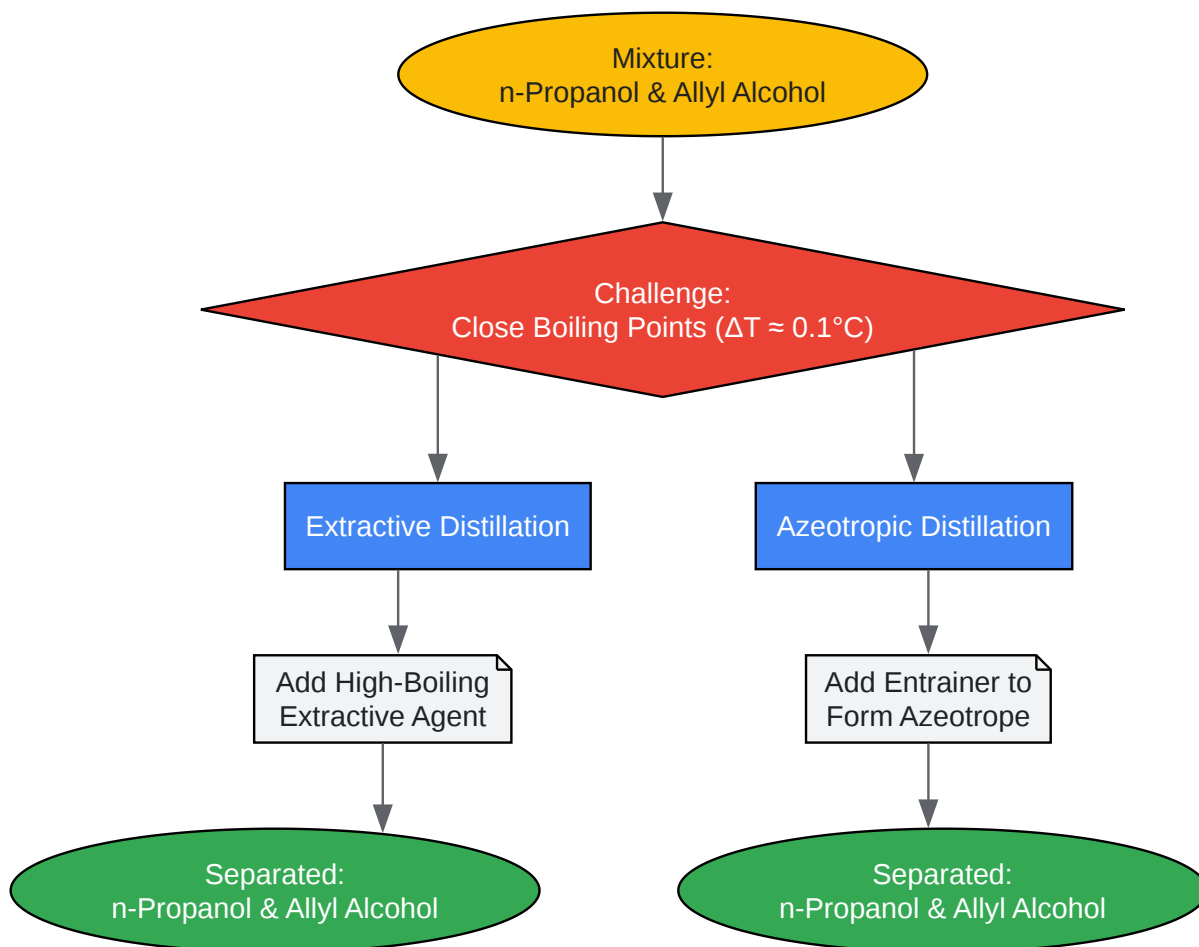 Mixture:
n-Propanol & Allyl Alcohol
Challenge:
Close Boiling Points (ΔT ≈ 0.1°C)
Extractive Distillation
Azeotropic Distillation
Add High-Boiling
Extractive Agent
Add Entrainer to
Form Azeotrope
Separated:
n-Propanol & Allyl Alcohol
Separated:
n-Propanol & Allyl Alcohol